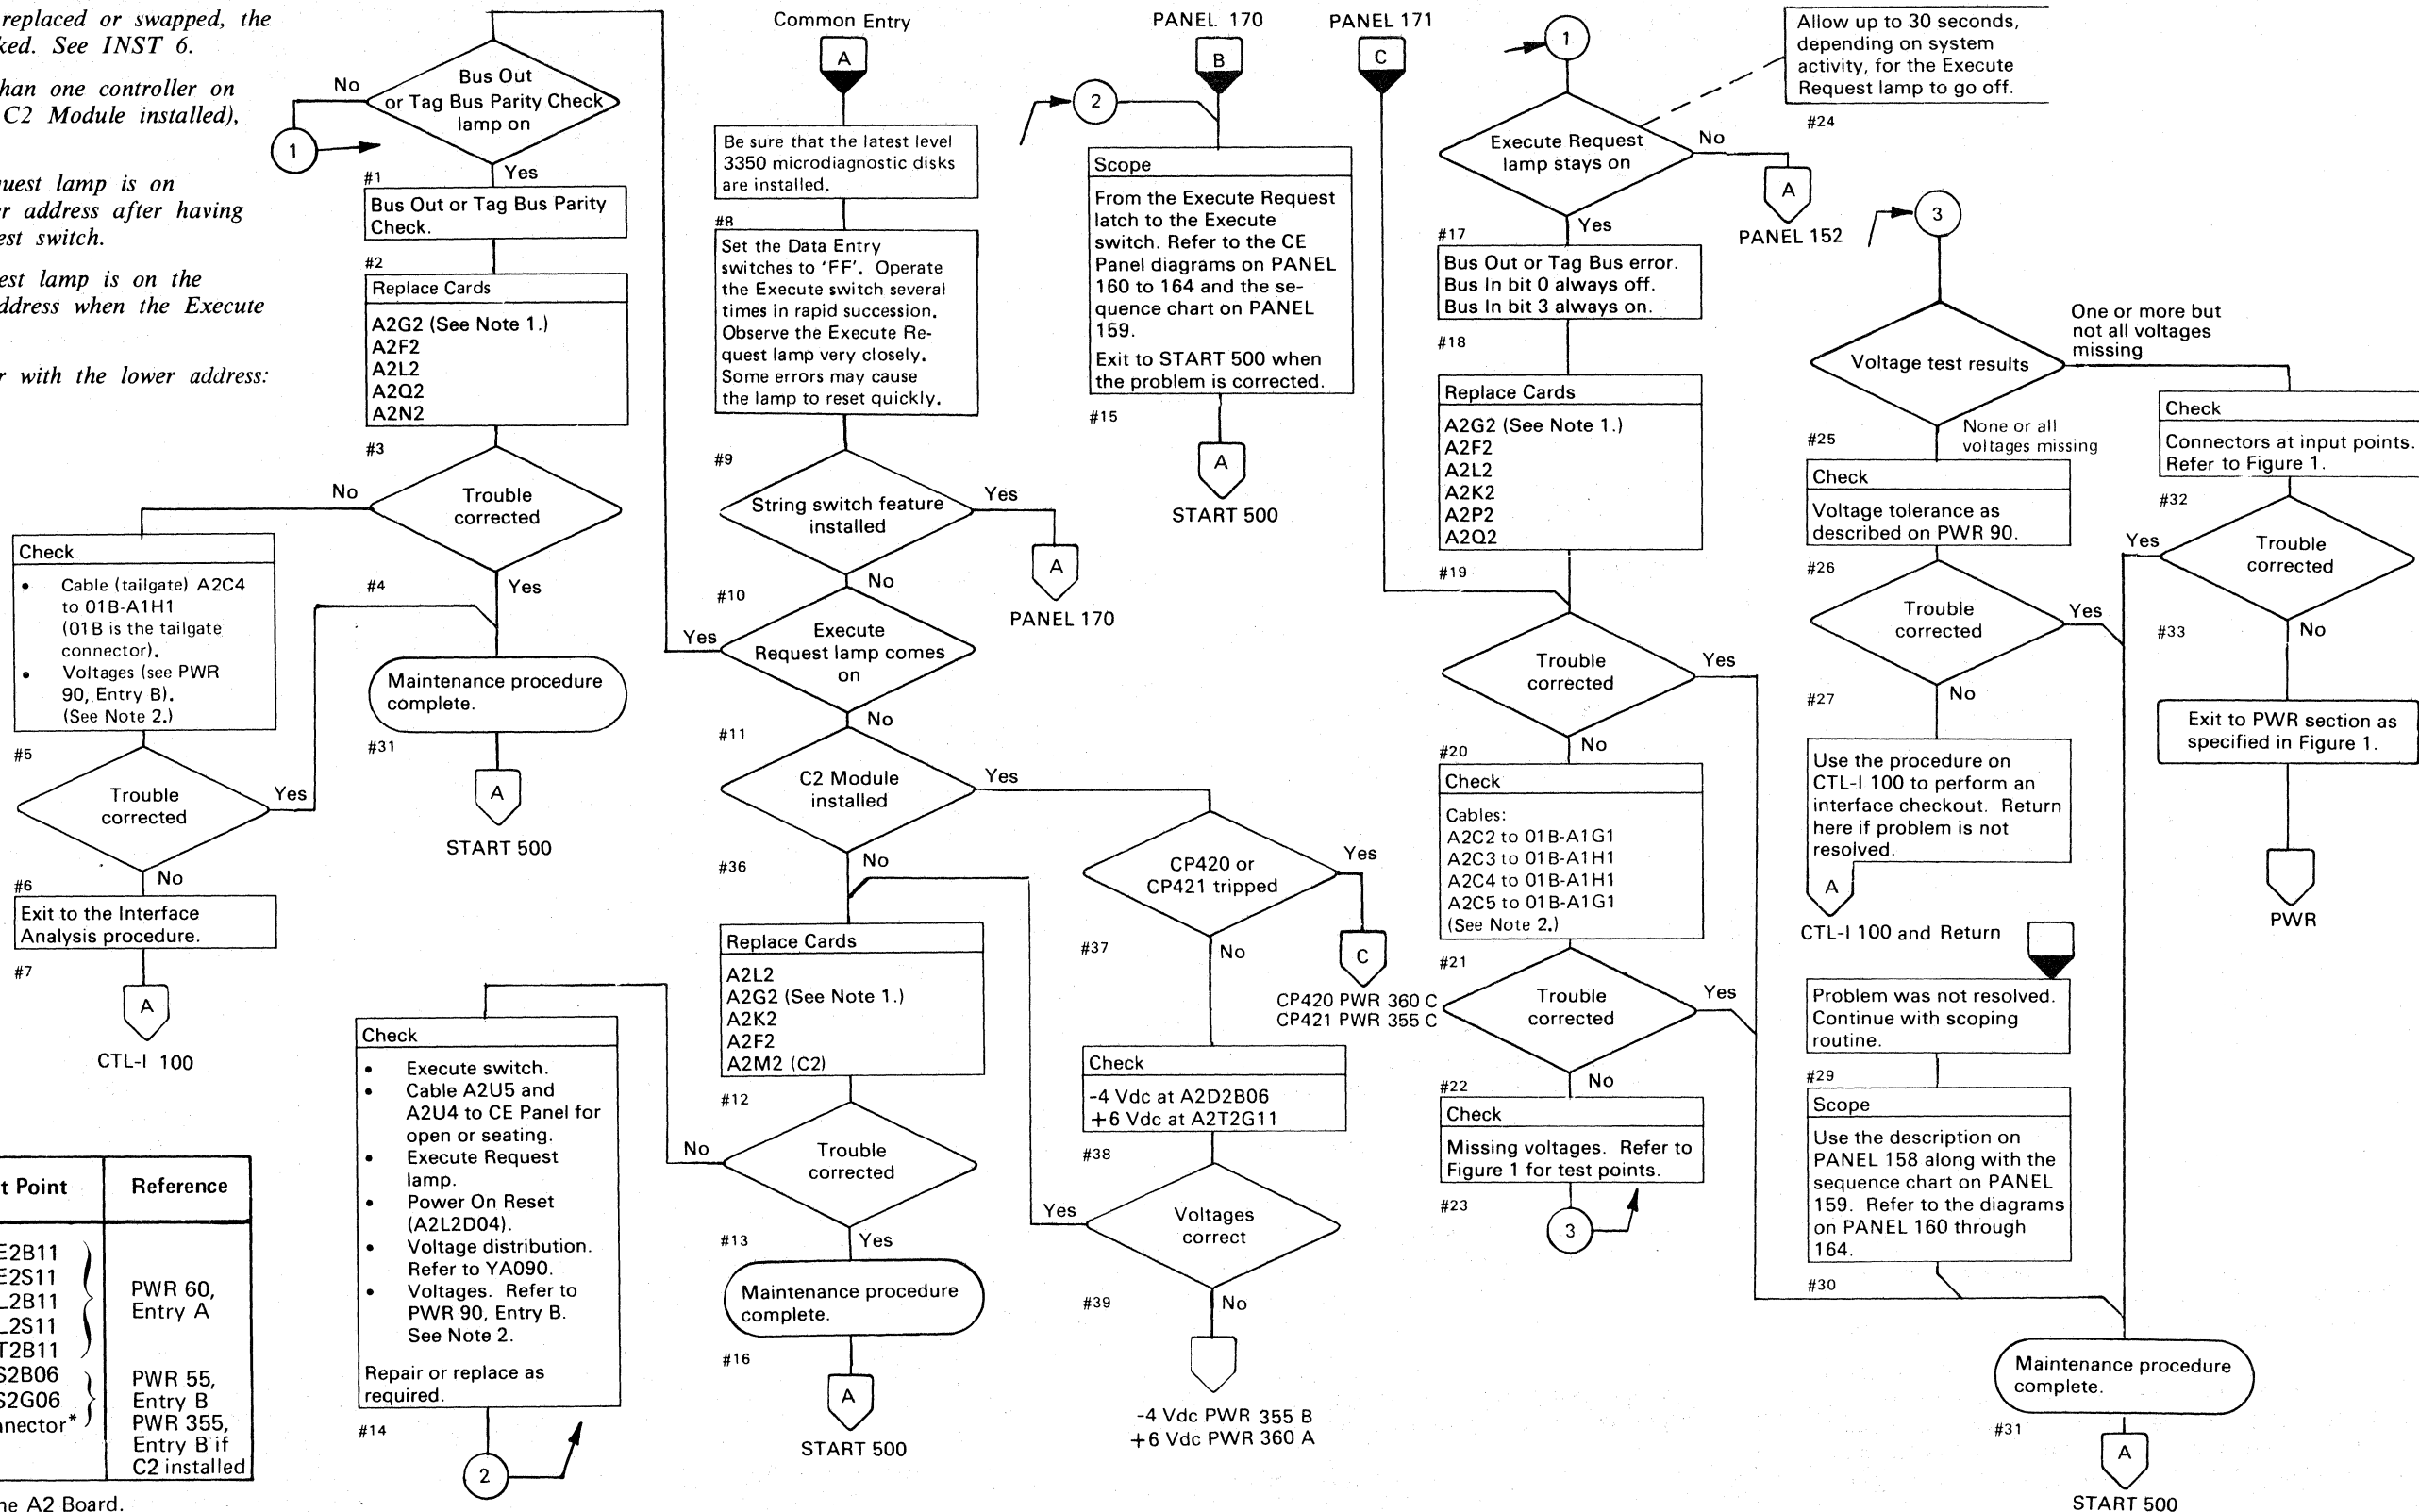 replaced or swapped, the
See INST 6.
than one controller on
C2 Module installed),
lamp is on
address after having
switch.
lamp is on the
when the Execute
with the lower address:
Point
Reference
PWR 60,
Entry A
PWR 55,
Entry B
PWR 355,
Entry B if
C2 installed
A2 Board.
Bus Out
or Tag Bus Parity Check
lamp on
No
1
Yes
#1
Bus Out or Tag Bus Parity
Check.
#2
Replace Cards
A2G2 (See Note 1.)
A2F2
A2L2
A2Q2
A2N2
#3
Trouble
corrected
No
Yes
#4
Check
• Cable (tailgate) A2C4
to 01B-A1H1
(01B is the tailgate
connector).
• Voltages (see PWR
90, Entry B).
(See Note 2.)
#5
Trouble
corrected
Yes
No
#6
Exit to the Interface
Analysis procedure.
#7
A
CTL-I 100
Maintenance procedure
complete.
#31
A
START 500
Check
• Execute switch.
• Cable A2U5 and
A2U4 to CE Panel for
open or seating.
• Execute Request
lamp.
• Power On Reset
(A2L2D04).
• Voltage distribution.
Refer to YA090.
• Voltages. Refer to
PWR 90, Entry B.
See Note 2.
Repair or replace as
required.
#14
2
Common Entry
A
Be sure that the latest level
3350 microdiagnostic disks
are installed.
#8
Set the Data Entry
switches to 'FF'. Operate
the Execute switch several
times in rapid succession.
Observe the Execute Re-
quest lamp very closely.
Some errors may cause
the lamp to reset quickly.
#9
String switch feature
installed
Yes
A
PANEL 170
No
#10
Execute
Request lamp comes
on
Yes
No
#11
C2 Module
installed
Yes
No
#36
Replace Cards
A2L2
A2G2 (See Note 1.)
A2K2
A2F2
A2M2 (C2)
#12
Trouble
corrected
No
Yes
#13
Maintenance procedure
complete.
#16
A
START 500
PANEL 170
B
2
Scope
From the Execute Request
latch to the Execute
switch. Refer to the CE
Panel diagrams on PANEL
160 to 164 and the se-
quence chart on PANEL
159.
Exit to START 500 when
the problem is corrected.
#15
A
START 500
CP420 or
CP421 tripped
Yes
C
CP420 PWR 360 C
CP421 PWR 355 C
No
#37
Check
-4 Vdc at A2D2B06
+6 Vdc at A2T2G11
#38
Voltages
correct
Yes
No
#39
-4 Vdc PWR 355 B
+6 Vdc PWR 360 A
PANEL 171
C
1
Execute Request
lamp stays on
No
A
PANEL 152
Allow up to 30 seconds,
depending on system
activity, for the Execute
Request lamp to go off.
#24
Yes
#17
Bus Out or Tag Bus error.
Bus In bit 0 always off.
Bus In bit 3 always on.
#18
Replace Cards
A2G2 (See Note 1.)
A2F2
A2L2
A2K2
A2P2
A2Q2
#19
Trouble
corrected
Yes
No
#20
Check
Cables:
A2C2 to 01B-A1G1
A2C3 to 01B-A1H1
A2C4 to 01B-A1H1
A2C5 to 01B-A1G1
(See Note 2.)
#21
Trouble
corrected
Yes
No
#22
Check
Missing voltages. Refer to
Figure 1 for test points.
#23
3
3
Voltage test results
One or more but
not all voltages
missing
None or all
voltages missing
#25
Check
Voltage tolerance as
described on PWR 90.
#26
Trouble
corrected
Yes
No
#27
Use the procedure on
CTL-I 100 to perform an
interface checkout. Return
here if problem is not
resolved.
A
CTL-I 100 and Return
Problem was not resolved.
Continue with scoping
routine.
#29
Scope
Use the description on
PANEL 158 along with the
sequence chart on PANEL
159. Refer to the diagrams
on PANEL 160 through
164.
#30
Check
Connectors at input points.
Refer to Figure 1.
#32
Trouble
corrected
Yes
No
#33
Exit to PWR section as
specified in Figure 1.
PWR
Maintenance procedure
complete.
#31
A
START 500